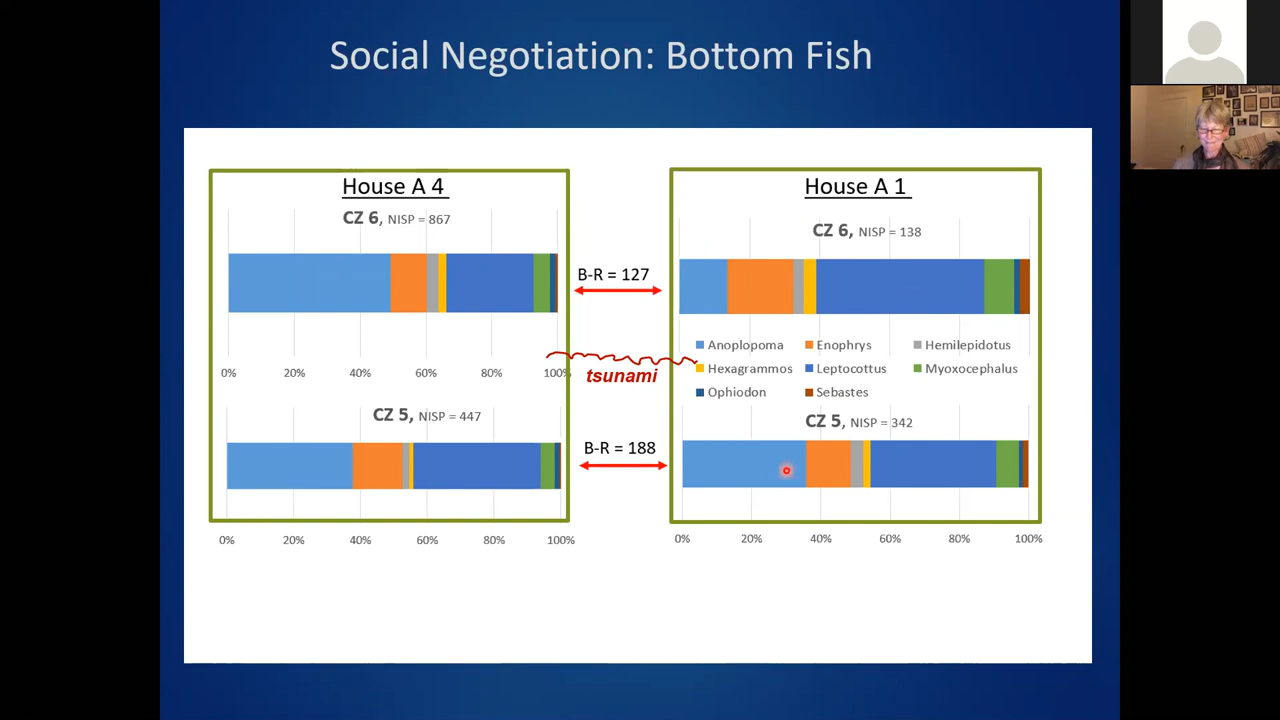 Social Negotiation: Bottom Fish
House A 4
CZ 6, NISP = 867
0% 20% 40% 60% 80% 100%
CZ 5, NISP = 447
0% 20% 40% 60% 80% 100%
B-R = 127
tsunami
B-R = 188
House A 1
CZ 6, NISP = 138
Anoplopoma Enophrys Hemilepidotus
Hexagrammos Leptocottus Myoxocephalus
Ophiodon Sebastes
CZ 5, NISP = 342
0% 20% 40% 60% 80% 100%